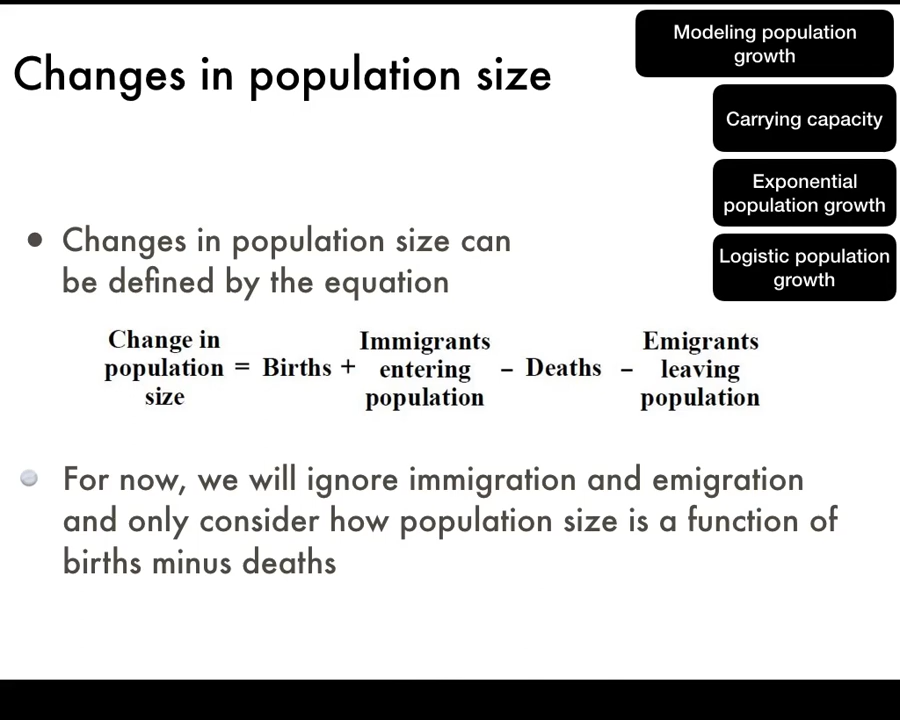 Changes in population size
Modeling population
growth
Carrying capacity
Exponential
population growth
Logistic population
growth
• Changes in population size can
be defined by the equation
Change in
population
size
= Births +
Immigrants
entering
population
– Deaths –
Emigrants
leaving
population
For now, we will ignore immigration and emigration
and only consider how population size is a function of
births minus deaths